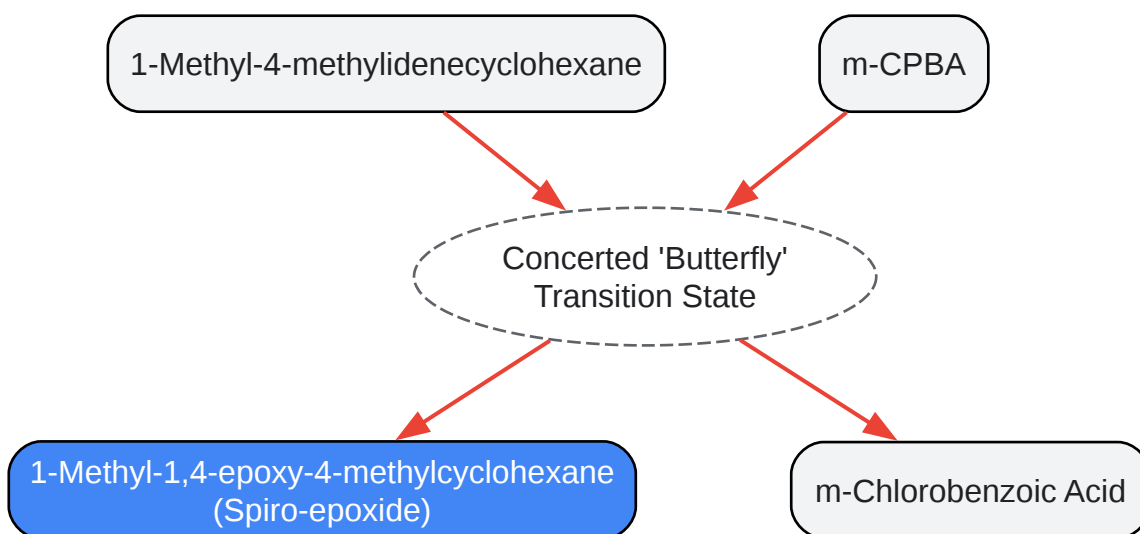 1-Methyl-4-methylidenecyclohexane
m-CPBA
Concerted 'Butterfly'
Transition State
1-Methyl-1,4-epoxy-4-methylcyclohexane
(Spiro-epoxide)
m-Chlorobenzoic Acid